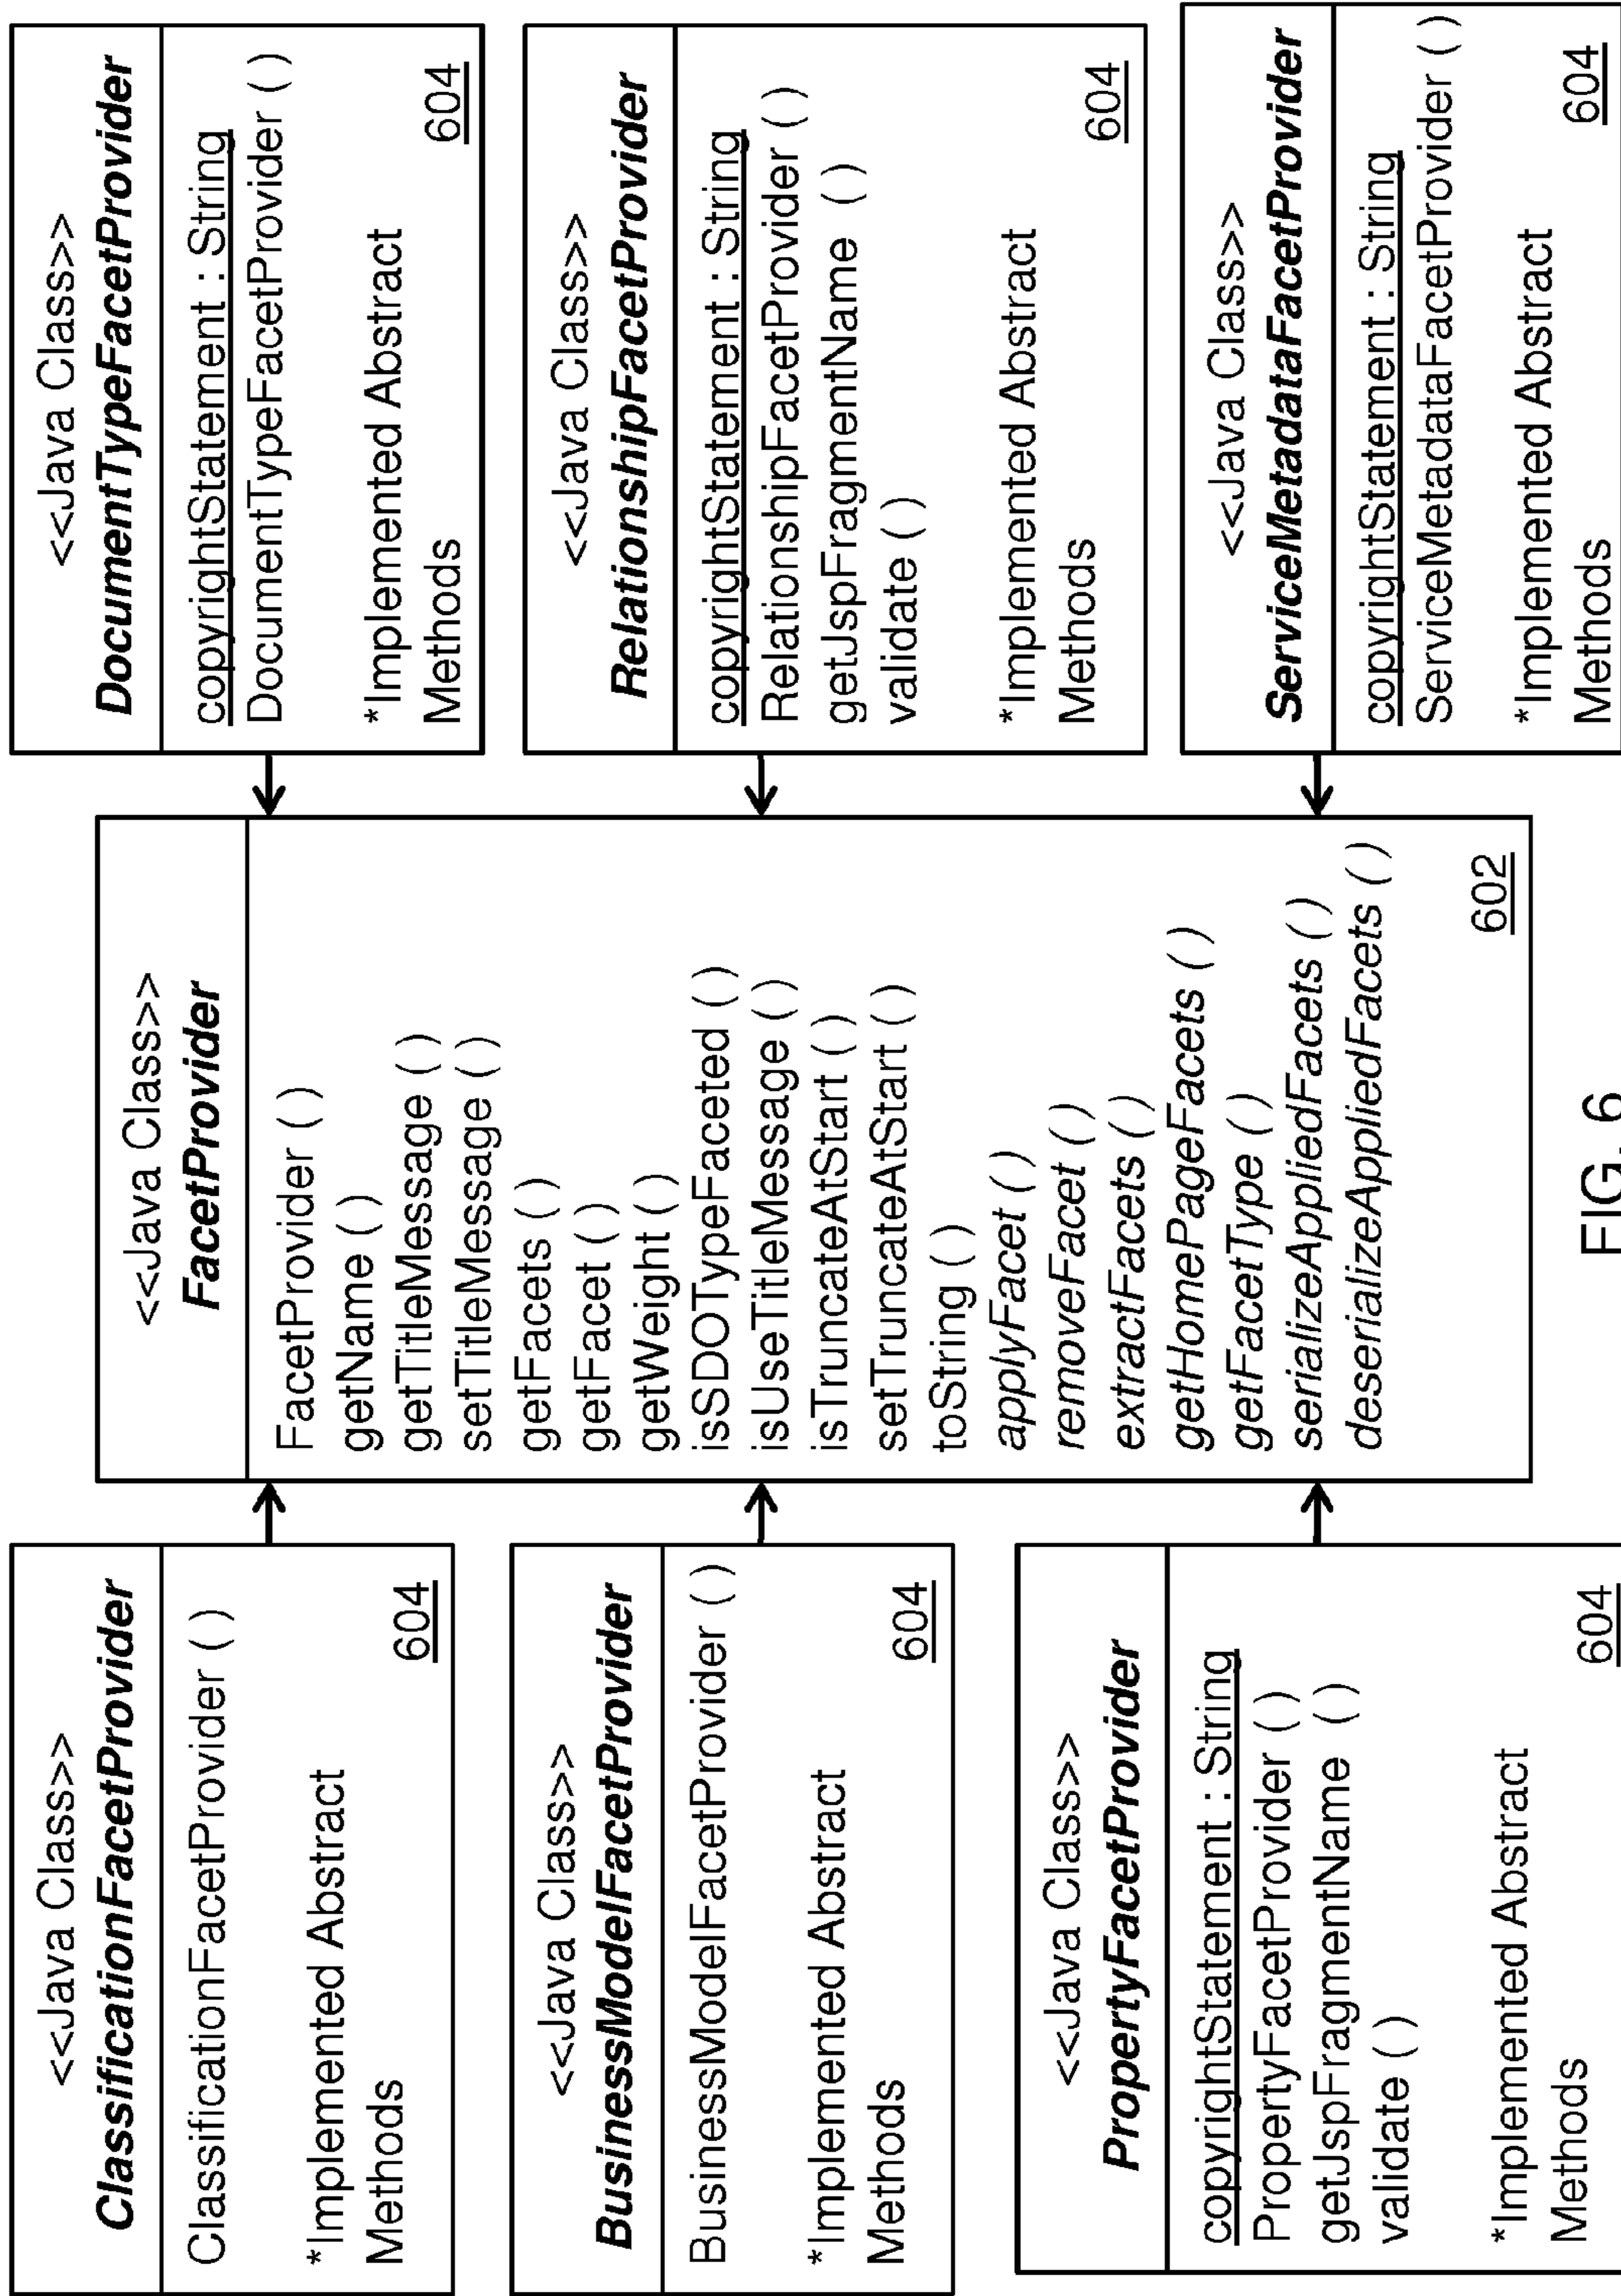 <<Java Class>>
ClassificationFacetProvider
ClassificationFacetProvider ( )
*Implemented Abstract
Methods
604
<<Java Class>>
BusinessModelFacetProvider
BusinessModelFacetProvider ( )
*Implemented Abstract
Methods
604
<<Java Class>>
PropertyFacetProvider
copyrightStatement : String
PropertyFacetProvider ( )
getJspFragmentName ( )
validate ( )
*Implemented Abstract
Methods
604
<<Java Class>>
FacetProvider
FacetProvider ( )
getName ( )
getTitleMessage ( )
setTitleMessage ( )
getFacets ( )
getFacet ( )
getWeight ( )
isSDOTypeFaceted ( )
isUseTitleMessage ( )
isTruncateAtStart ( )
setTruncateAtStart ( )
toString ( )
applyFacet ( )
removeFacet ( )
extractFacets ( )
getHomePageFacets ( )
getFacetType ( )
serializeAppliedFacets ( )
deserializeAppliedFacets ( )
602
<<Java Class>>
DocumentTypeFacetProvider
copyrightStatement : String
DocumentTypeFacetProvider ( )
*Implemented Abstract
Methods
604
<<Java Class>>
RelationshipFacetProvider
copyrightStatement : String
RelationshipFacetProvider ( )
getJspFragmentName ( )
validate ( )
*Implemented Abstract
Methods
604
<<Java Class>>
ServiceMetadataFacetProvider
copyrightStatement : String
ServiceMetadataFacetProvider ( )
*Implemented Abstract
Methods
604
FIG. 6